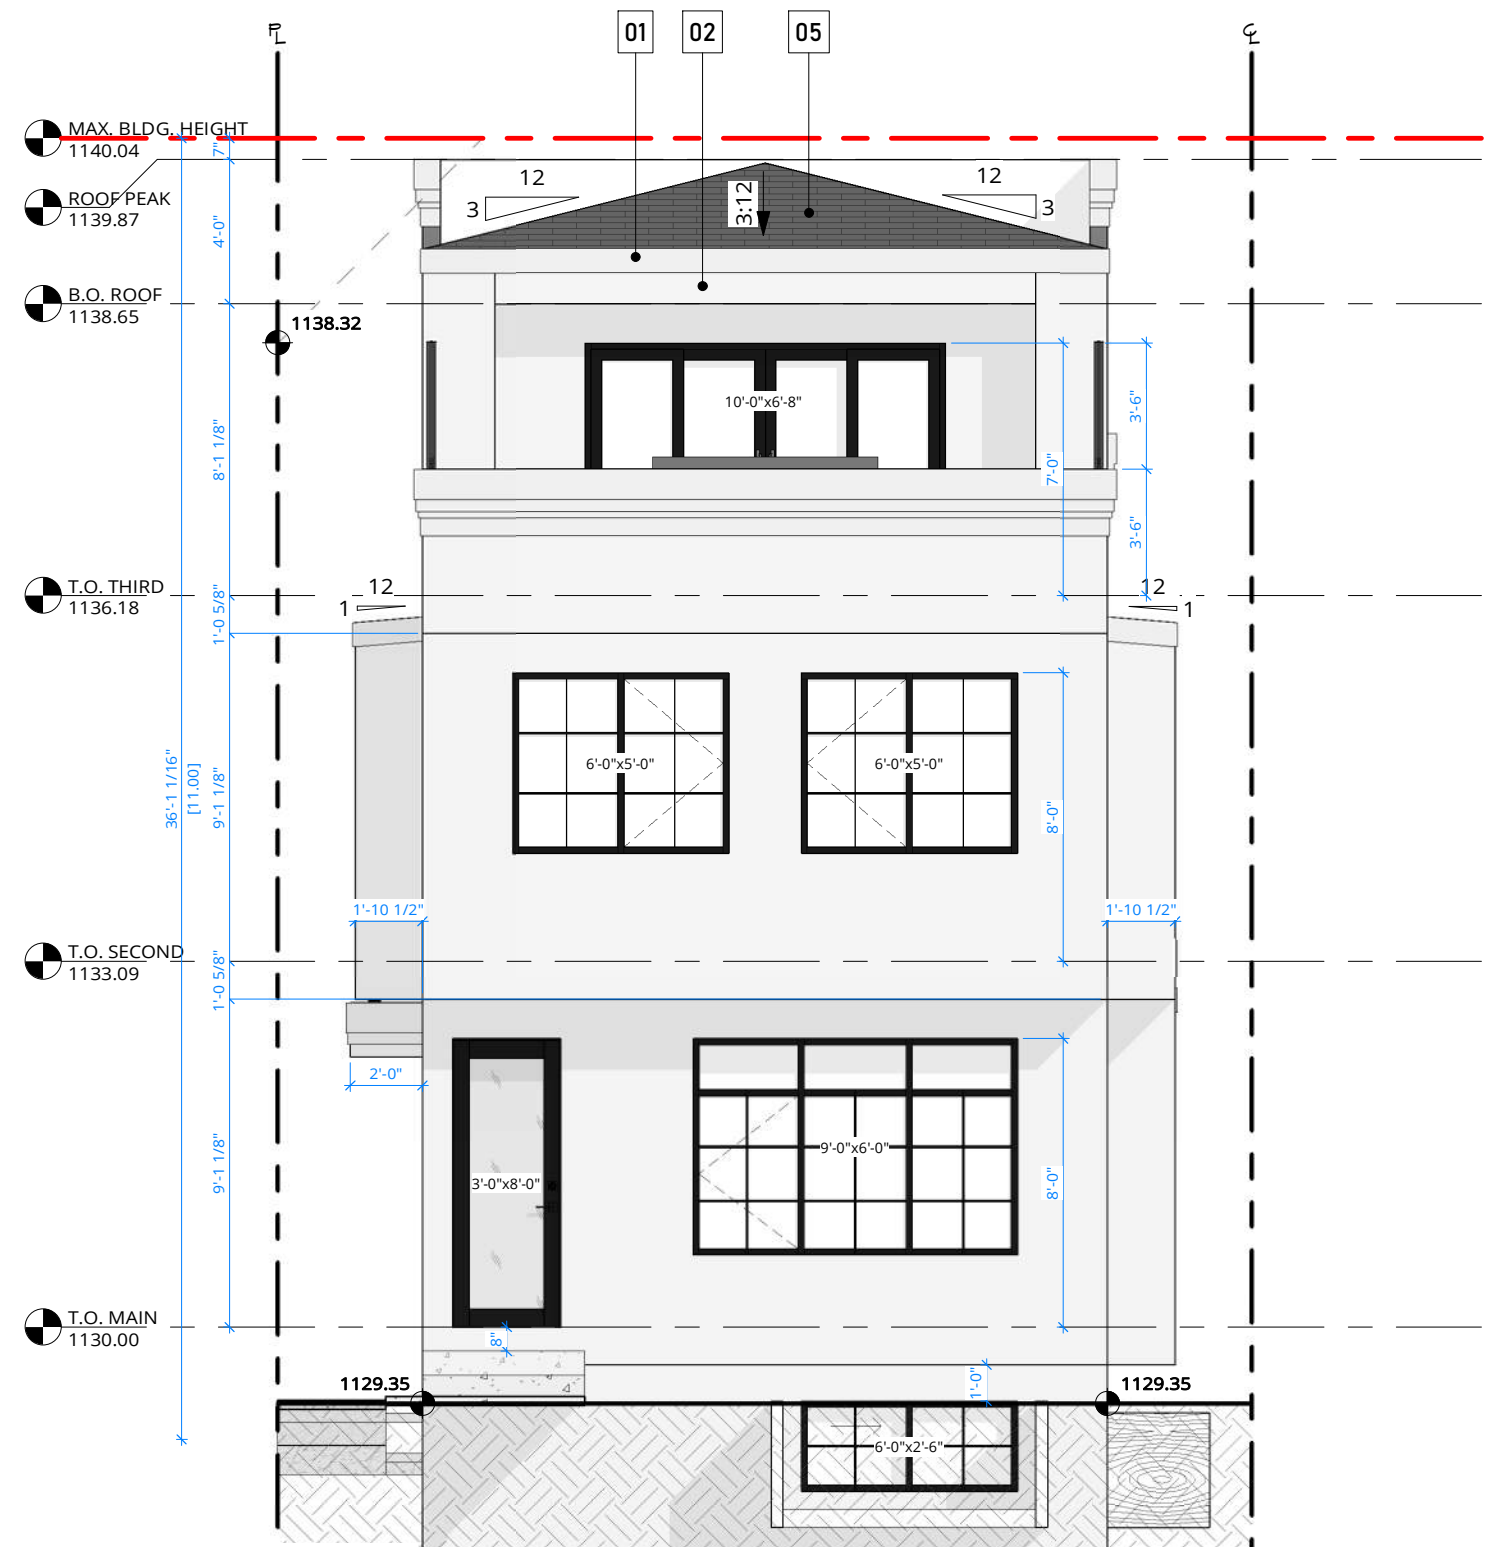 PL
01
02
05
CL
MAX. BLDG. HEIGHT
1140.04
7"
ROOF PEAK
1139.87
12
3
3:12
12
3
4'-0"
B.O. ROOF
1138.65
1138.32
10'-0"x6'-8"
3'-6"
8'-1 1/8"
7'-0"
3'-6"
T.O. THIRD
1136.18
12
1
12
1
1'-0 5/8"
36'-1 1/16"
[11.00]
9'-1 1/8"
6'-0"x5'-0"
6'-0"x5'-0"
8'-0"
1'-10 1/2"
1'-10 1/2"
T.O. SECOND
1133.09
1'-0 5/8"
2'-0"
9'-1 1/8"
3'-0"x8'-0"
9'-0"x6'-0"
8'-0"
T.O. MAIN
1130.00
8"
1129.35
1'-0"
1129.35
6'-0"x2'-6"